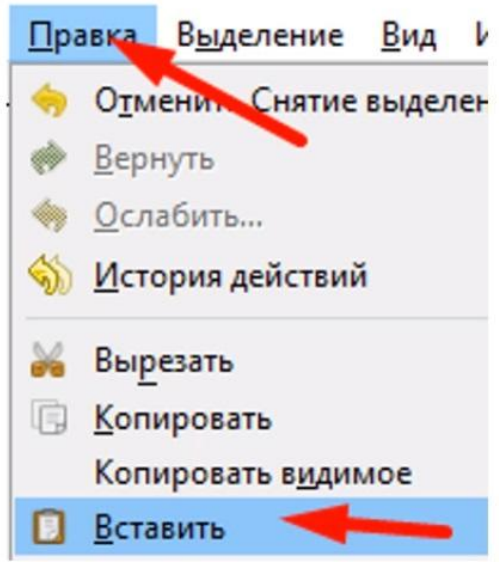 Правка Выделение Вид
Отменить Снятие выделен
Вернуть
Ослабить...
История действий
Вырезать
Копировать
Копировать видимое
Вставить